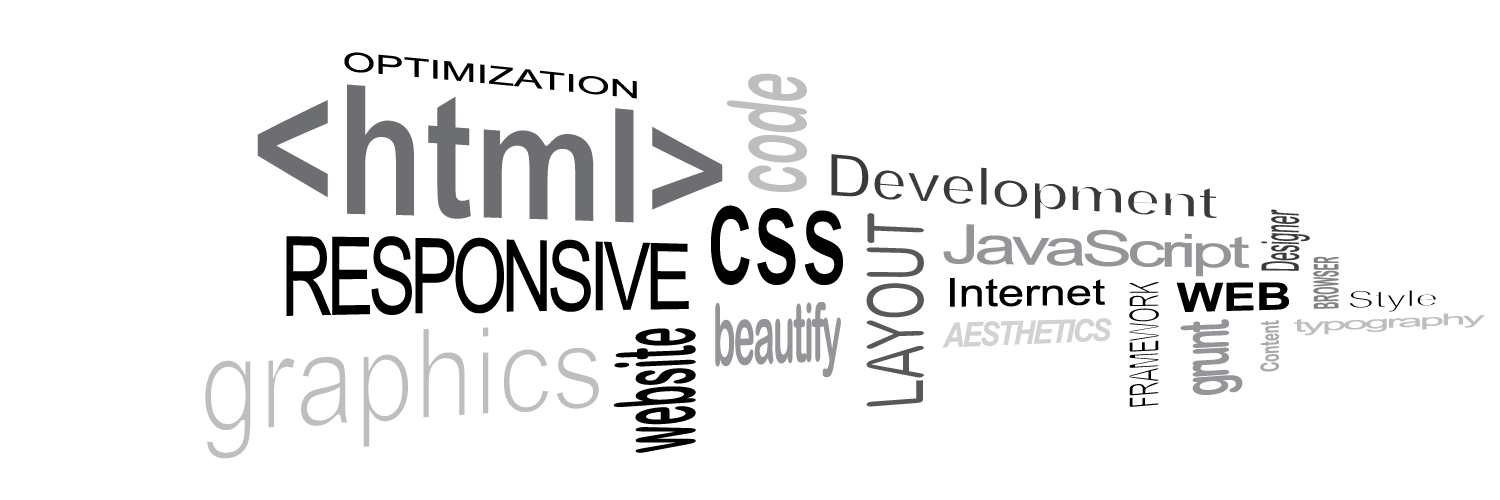 OPTIMIZATION
<html>
code
Development
RESPONSIVE
CSS
LAYOUT
JavaScript
Designer
Internet
WEB
BROWSER
Style
graphics
website
beautify
AESTHETICS
FRAMEWORK
grunt
Content
typography